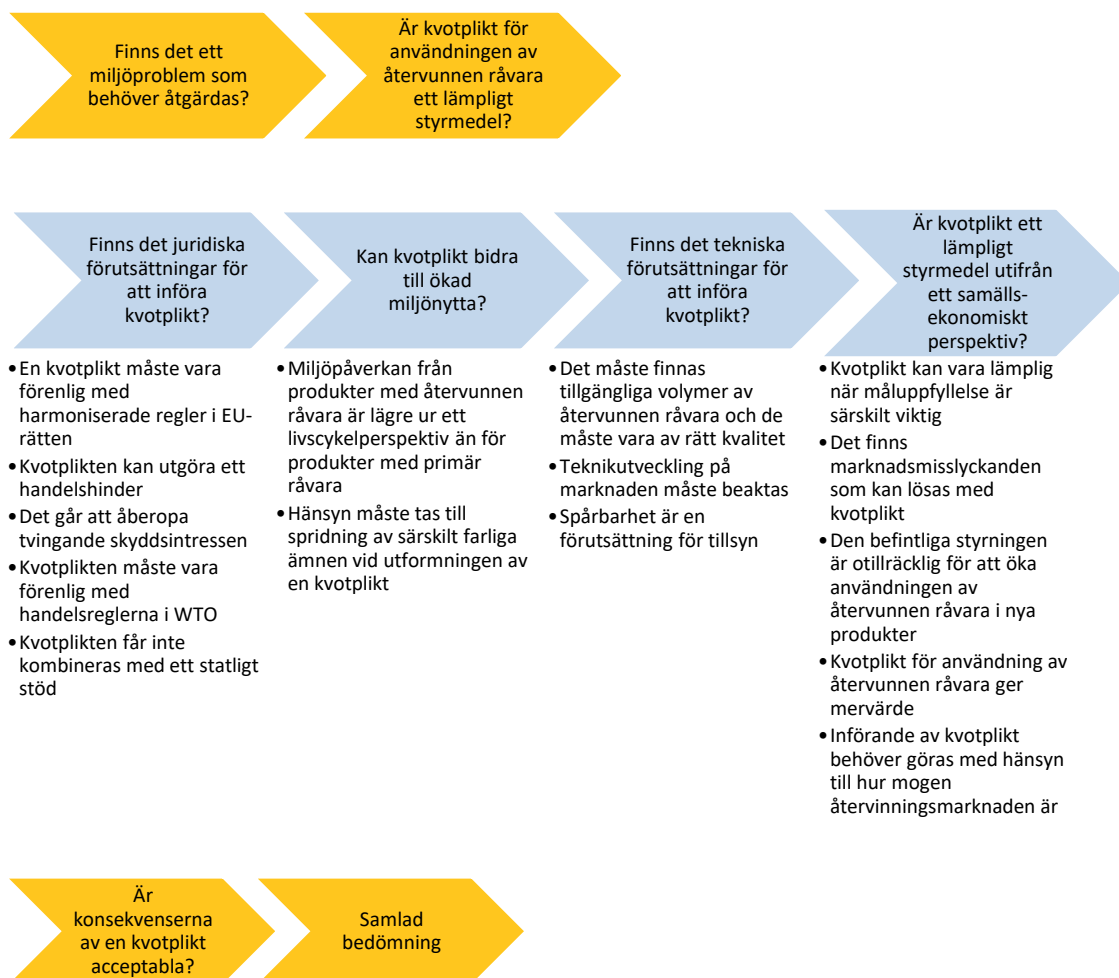 Finns det ett
miljöproblem som
behöver åtgärdas?
Är kvotplikt för
användningen av
återvunnen råvara
ett lämpligt
styrmedel?
Finns det juridiska
förutsättningar för
att införa
kvotplikt?
Kan kvotplikt bidra
till ökad
miljönytta?
Finns det tekniska
förutsättningar för
att införa
kvotplikt?
Är kvotplikt ett
lämpligt
styrmedel utifrån
ett samälls-
ekonomiskt
perspektiv?
•En kvotplikt måste vara
förenlig med
harmoniserade regler i EU-
rätten
•Kvotplikten kan utgöra ett
handelshinder
•Det går att åberopa
tvingande skyddsintressen
•Kvotplikten måste vara
förenlig med
handelsreglerna i WTO
•Kvotplikten får inte
kombineras med ett statligt
stöd
•Miljöpåverkan från
produkter med återvunnen
råvara är lägre ur ett
livscykelperspektiv än för
produkter med primär
råvara
•Hänsyn måste tas till
spridning av särskilt farliga
ämnen vid utformningen av
en kvotplikt
•Det måste finnas
tillgängliga volymer av
återvunnen råvara och de
måste vara av rätt kvalitet
•Teknikutveckling på
marknaden måste beaktas
•Spårbarhet är en
förutsättning för tillsyn
•Kvotplikt kan vara lämplig
när måluppfyllelse är
särskilt viktig
•Det finns
marknadsmisslyckanden
som kan lösas med
kvotplikt
•Den befintliga styrningen
är otillräcklig för att öka
användningen av
återvunnen råvara i nya
produkter
•Kvotplikt för användning av
återvunnen råvara ger
mervärde
•Införande av kvotplikt
behöver göras med hänsyn
till hur mogen
återvinningsmarknaden är
Är
konsekvenserna
av en kvotplikt
acceptabla?
Samlad
bedömning